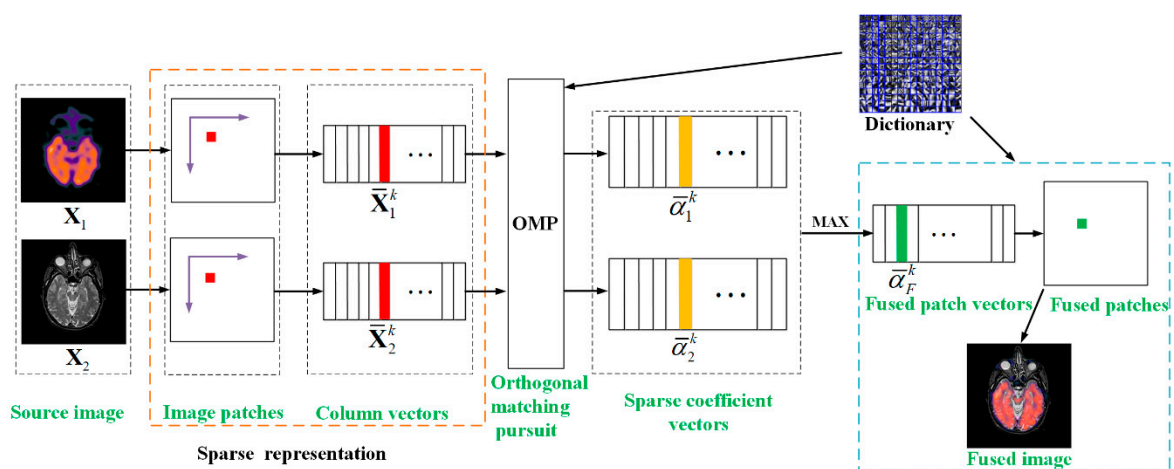 Dictionary
X₁
X̄₁ᵏ
OMP
ᾱ₁ᵏ
MAX
ᾱ_Fᵏ
Fused patch vectors
Fused patches
X₂
X̄₂ᵏ
ᾱ₂ᵏ
Source image
Image patches
Column vectors
Orthogonal
matching
pursuit
Sparse coefficient
vectors
Sparse representation
Fused image